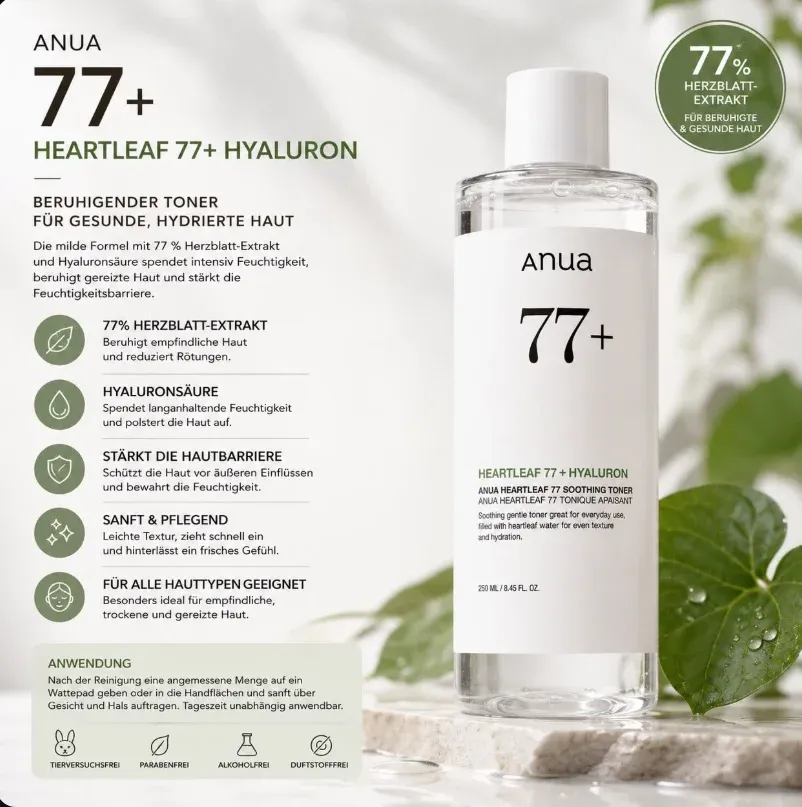 ANUA
77+
HEARTLEAF 77+ HYALURON
BERUHIGENDER TONER
FÜR GESUNDE, HYDRIERTE HAUT
Die milde Formel mit 77 % Herzblatt-Extrakt
und Hyaluronsäure spendet intensiv Feuchtigkeit,
beruhigt gereizte Haut und stärkt die
Feuchtigkeitsbarriere.
77% HERZBLATT-EXTRAKT
Beruhigt empfindliche Haut
und reduziert Rötungen.
HYALURONSÄURE
Spendet langanhaltende Feuchtigkeit
und polstert die Haut auf.
STÄRKT DIE HAUTBARRIERE
Schützt die Haut vor äußeren Einflüssen
und bewahrt die Feuchtigkeit.
SANFT & PFLEGEND
Leichte Textur, zieht schnell ein
und hinterlässt ein frisches Gefühl.
FÜR ALLE HAUTTYPEN GEEIGNET
Besonders ideal für empfindliche,
trockene und gereizte Haut.
ANWENDUNG
Nach der Reinigung eine angemessene Menge auf ein
Wattepad geben oder in die Handflächen und sanft über
Gesicht und Hals auftragen. Tageszeit unabhängig anwendbar.
TIERVERSUCHSFREI
PARABENFREI
ALKOHOLFREI
DUFTSTOFFFREI
77%
HERZBLATT-
EXTRAKT
FÜR BERUHIGTE
& GESUNDE HAUT
Anua
77+
HEARTLEAF 77 + HYALURON
ANUA HEARTLEAF 77 SOOTHING TONER
ANUA HEARTLEAF 77 TONIQUE APAISANT
Soothing gentle toner great for everyday use,
filled with heartleaf water for even texture
and hydration.
250 ML / 8.45 FL. OZ.